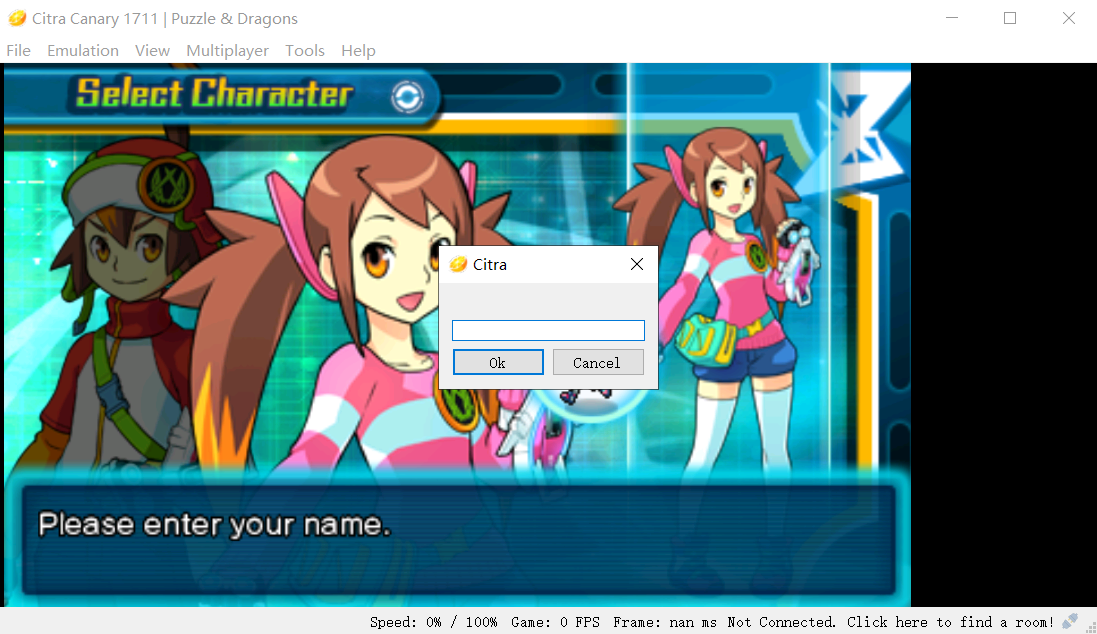 Citra Canary 1711 | Puzzle & Dragons
File Emulation View Multiplayer Tools Help
Select Character
Citra
Ok Cancel
Please enter your name.
Speed: 0% / 100% Game: 0 FPS Frame: nan ms Not Connected. Click here to find a room!